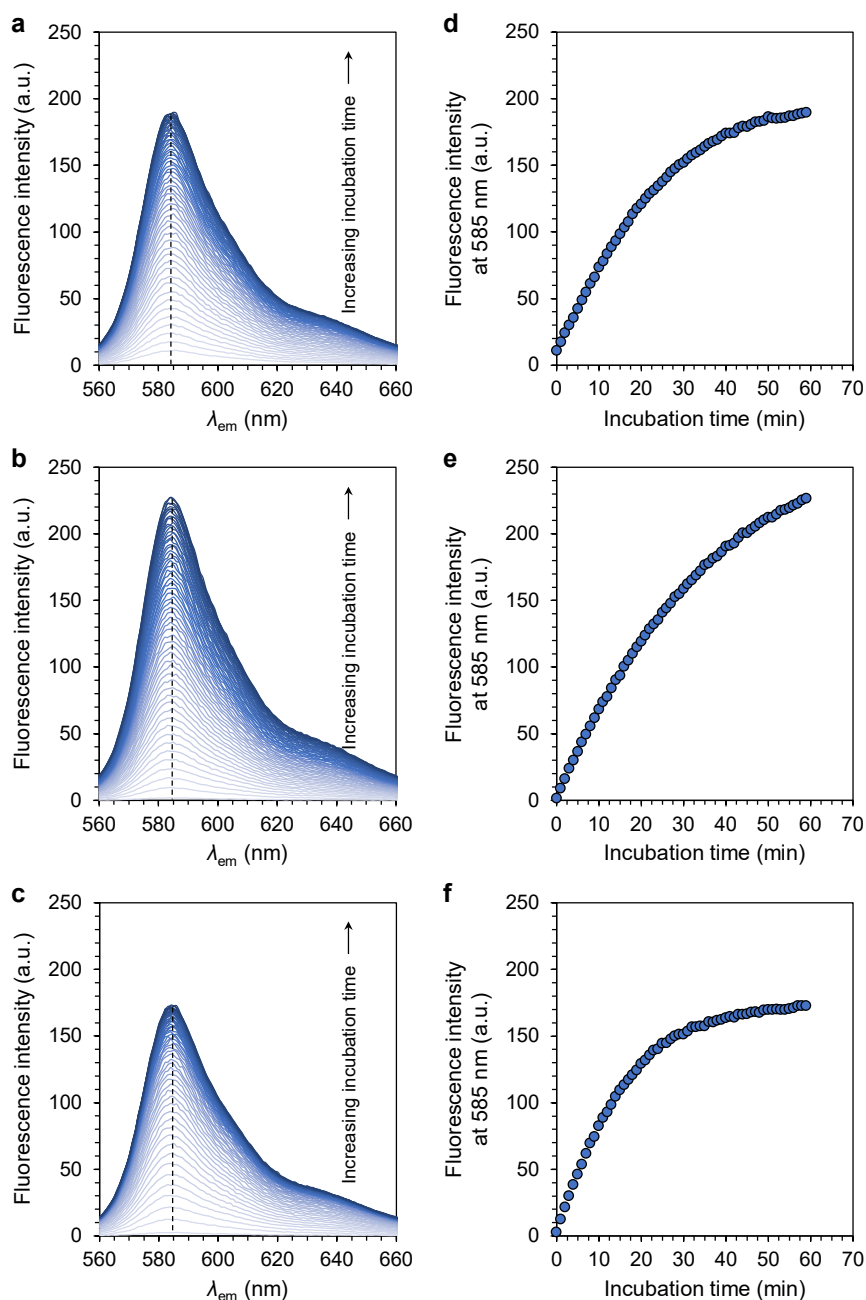 a
Fluorescence intensity (a.u.)
250
200
150
100
50
0
Increasing incubation time
560 580 600 620 640 660
λem (nm)
d
Fluorescence intensity
at 585 nm (a.u.)
250
200
150
100
50
0
0 10 20 30 40 50 60 70
Incubation time (min)
b
Fluorescence intensity (a.u.)
250
200
150
100
50
0
Increasing incubation time
560 580 600 620 640 660
λem (nm)
e
Fluorescence intensity
at 585 nm (a.u.)
250
200
150
100
50
0
0 10 20 30 40 50 60 70
Incubation time (min)
c
Fluorescence intensity (a.u.)
250
200
150
100
50
0
Increasing incubation time
560 580 600 620 640 660
λem (nm)
f
Fluorescence intensity
at 585 nm (a.u.)
250
200
150
100
50
0
0 10 20 30 40 50 60 70
Incubation time (min)